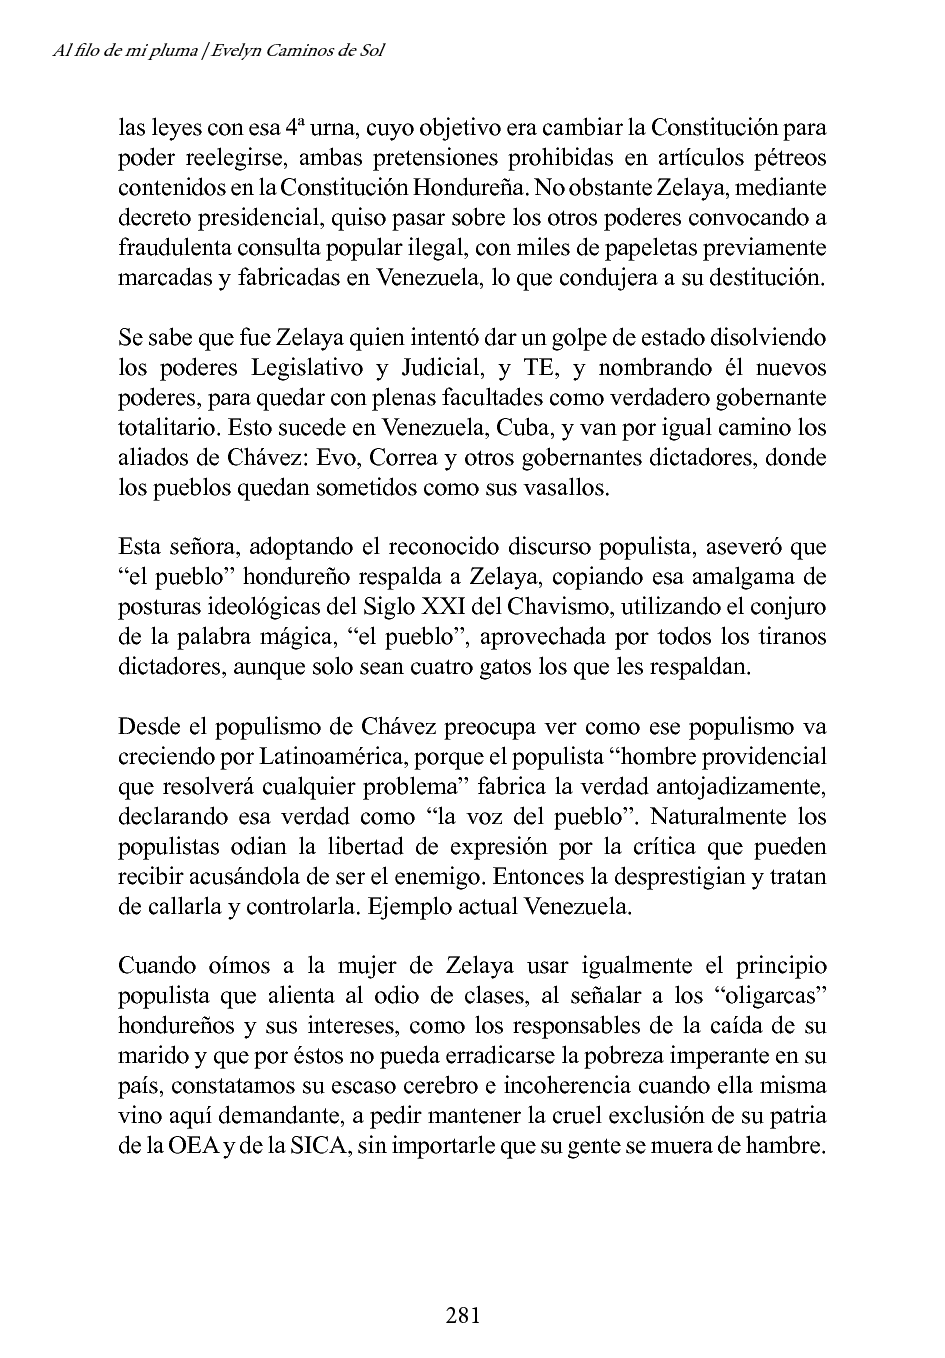 Al filo de mi pluma | Evelyn Caminos de Sol
las leyes con esa 4ª urna, cuyo objetivo era cambiar la Constitución para
poder reelegirse, ambas pretensiones prohibidas en artículos pétreos
contenidos en la Constitución Hondureña. No obstante Zelaya, mediante
decreto presidencial, quiso pasar sobre los otros poderes convocando a
fraudulenta consulta popular ilegal, con miles de papeletas previamente
marcadas y fabricadas en Venezuela, lo que condujera a su destitución.
Se sabe que fue Zelaya quien intentó dar un golpe de estado disolviendo
los poderes Legislativo y Judicial, y TE, y nombrando él nuevos
poderes, para quedar con plenas facultades como verdadero gobernante
totalitario. Esto sucede en Venezuela, Cuba, y van por igual camino los
aliados de Chávez: Evo, Correa y otros gobernantes dictadores, donde
los pueblos quedan sometidos como sus vasallos.
Esta señora, adoptando el reconocido discurso populista, aseveró que
“el pueblo” hondureño respalda a Zelaya, copiando esa amalgama de
posturas ideológicas del Siglo XXI del Chavismo, utilizando el conjuro
de la palabra mágica, “el pueblo”, aprovechada por todos los tiranos
dictadores, aunque solo sean cuatro gatos los que les respaldan.
Desde el populismo de Chávez preocupa ver como ese populismo va
creciendo por Latinoamérica, porque el populista “hombre providencial
que resolverá cualquier problema” fabrica la verdad antojadizamente,
declarando esa verdad como “la voz del pueblo”. Naturalmente los
populistas odian la libertad de expresión por la crítica que pueden
recibir acusándola de ser el enemigo. Entonces la desprestigian y tratan
de callarla y controlarla. Ejemplo actual Venezuela.
Cuando oímos a la mujer de Zelaya usar igualmente el principio
populista que alienta al odio de clases, al señalar a los “oligarcas”
hondureños y sus intereses, como los responsables de la caída de su
marido y que por éstos no pueda erradicarse la pobreza imperante en su
país, constatamos su escaso cerebro e incoherencia cuando ella misma
vino aquí demandante, a pedir mantener la cruel exclusión de su patria
de la OEA y de la SICA, sin importarle que su gente se muera de hambre.
281